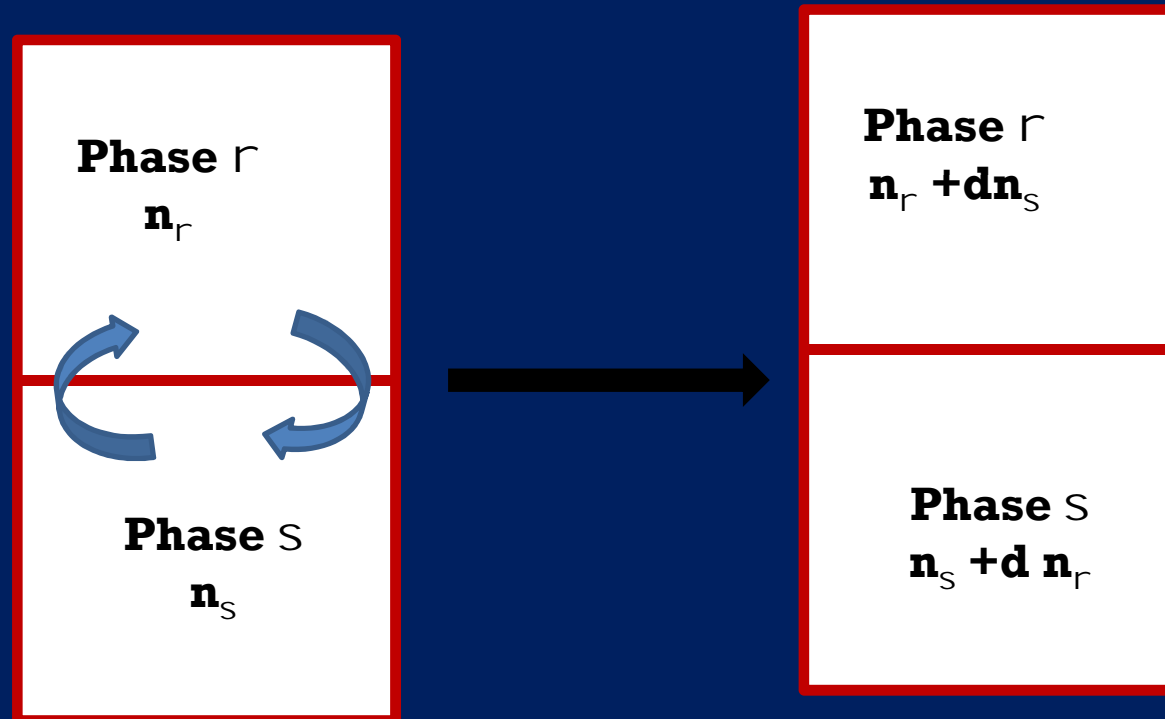 Phase r
nᵣ
Phase s
nₛ
Phase r
nᵣ +dnₛ
Phase s
nₛ +d nᵣ